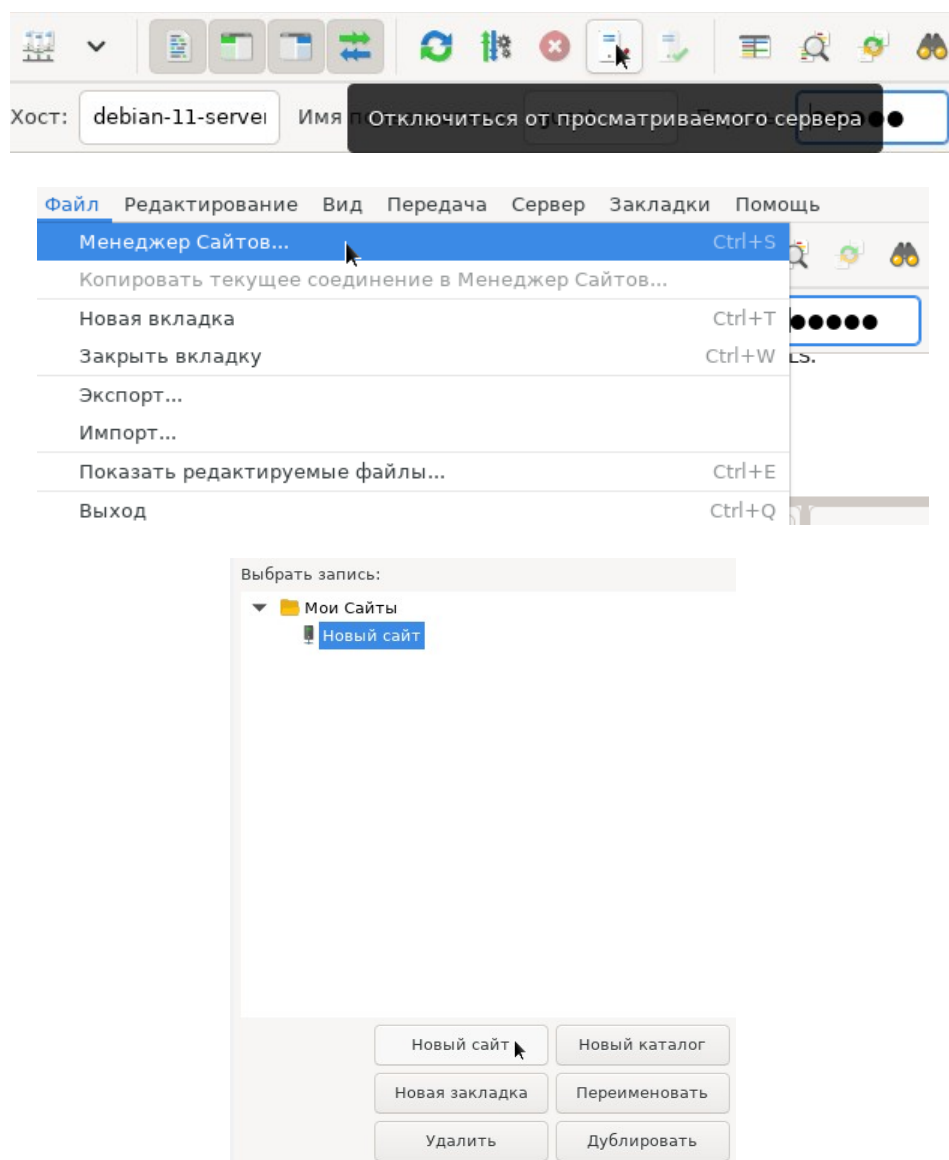 Хост: debian-11-server Имя
Отключиться от просматриваемого сервера
Файл Редактирование Вид Передача Сервер Закладки Помощь
Менеджер Сайтов... Ctrl+S
Копировать текущее соединение в Менеджер Сайтов...
Новая вкладка Ctrl+T
Закрыть вкладку Ctrl+W
Экспорт...
Импорт...
Показать редактируемые файлы... Ctrl+E
Выход Ctrl+Q
Выбрать запись:
Мои Сайты
Новый сайт
Новый сайт Новый каталог
Новая закладка Переименовать
Удалить Дублировать